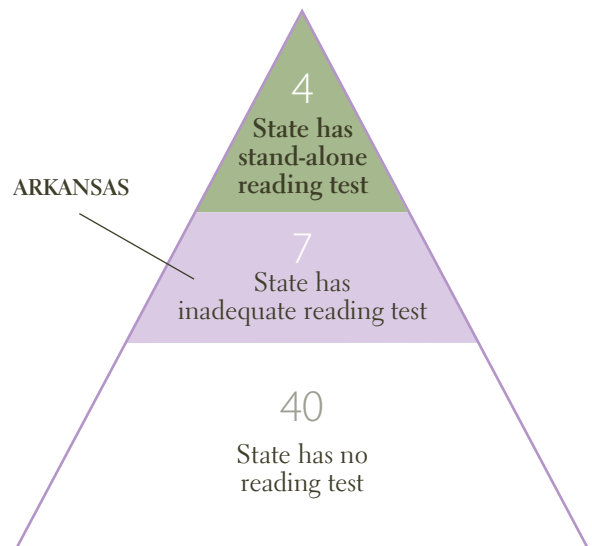 4
State has
stand-alone
reading test
ARKANSAS
7
State has
inadequate reading test
40
State has no
reading test